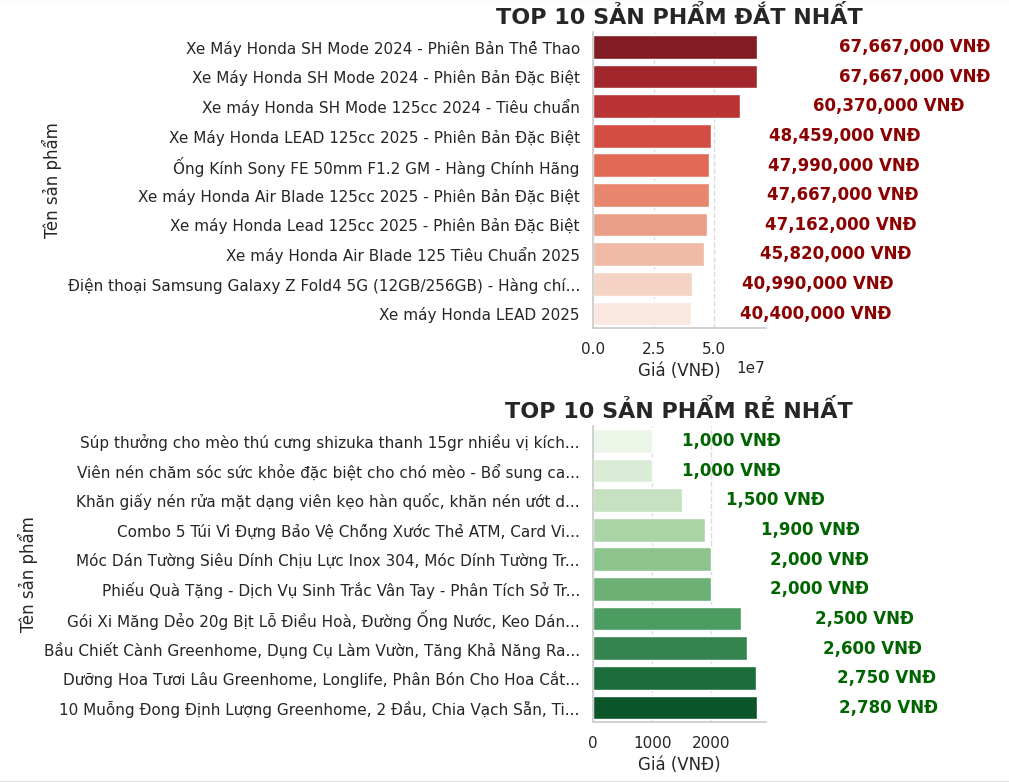 TOP 10 SẢN PHẨM ĐẮT NHẤT
Tên sản phẩm
Xe Máy Honda SH Mode 2024 - Phiên Bản Thể Thao 67,667,000 VNĐ
Xe Máy Honda SH Mode 2024 - Phiên Bản Đặc Biệt 67,667,000 VNĐ
Xe máy Honda SH Mode 125cc 2024 - Tiêu chuẩn 60,370,000 VNĐ
Xe Máy Honda LEAD 125cc 2025 - Phiên Bản Đặc Biệt 48,459,000 VNĐ
Ống Kính Sony FE 50mm F1.2 GM - Hàng Chính Hãng 47,990,000 VNĐ
Xe máy Honda Air Blade 125cc 2025 - Phiên Bản Đặc Biệt 47,667,000 VNĐ
Xe máy Honda Lead 125cc 2025 - Phiên Bản Đặc Biệt 47,162,000 VNĐ
Xe máy Honda Air Blade 125 Tiêu Chuẩn 2025 45,820,000 VNĐ
Điện thoại Samsung Galaxy Z Fold4 5G (12GB/256GB) - Hàng chí... 40,990,000 VNĐ
Xe máy Honda LEAD 2025 40,400,000 VNĐ
0.0 2.5 5.0
Giá (VNĐ) 1e7
TOP 10 SẢN PHẨM RẺ NHẤT
Tên sản phẩm
Súp thưởng cho mèo thú cưng shizuka thanh 15gr nhiều vị kích... 1,000 VNĐ
Viên nén chăm sóc sức khỏe đặc biệt cho chó mèo - Bổ sung ca... 1,000 VNĐ
Khăn giấy nén rửa mặt dạng viên kẹo hàn quốc, khăn nén ướt d... 1,500 VNĐ
Combo 5 Túi Ví Đựng Bảo Vệ Chống Xước Thẻ ATM, Card Vi... 1,900 VNĐ
Móc Dán Tường Siêu Dính Chịu Lực Inox 304, Móc Dính Tường Tr... 2,000 VNĐ
Phiếu Quà Tặng - Dịch Vụ Sinh Trắc Vân Tay - Phân Tích Sở Tr... 2,000 VNĐ
Gói Xi Măng Dẻo 20g Bịt Lỗ Điều Hoà, Đường Ống Nước, Keo Dán... 2,500 VNĐ
Bầu Chiết Cành Greenhome, Dụng Cụ Làm Vườn, Tăng Khả Năng Ra... 2,600 VNĐ
Dưỡng Hoa Tươi Lâu Greenhome, Longlife, Phân Bón Cho Hoa Cắt... 2,750 VNĐ
10 Muỗng Đong Định Lượng Greenhome, 2 Đầu, Chia Vạch Sẵn, Ti... 2,780 VNĐ
0 1000 2000
Giá (VNĐ)